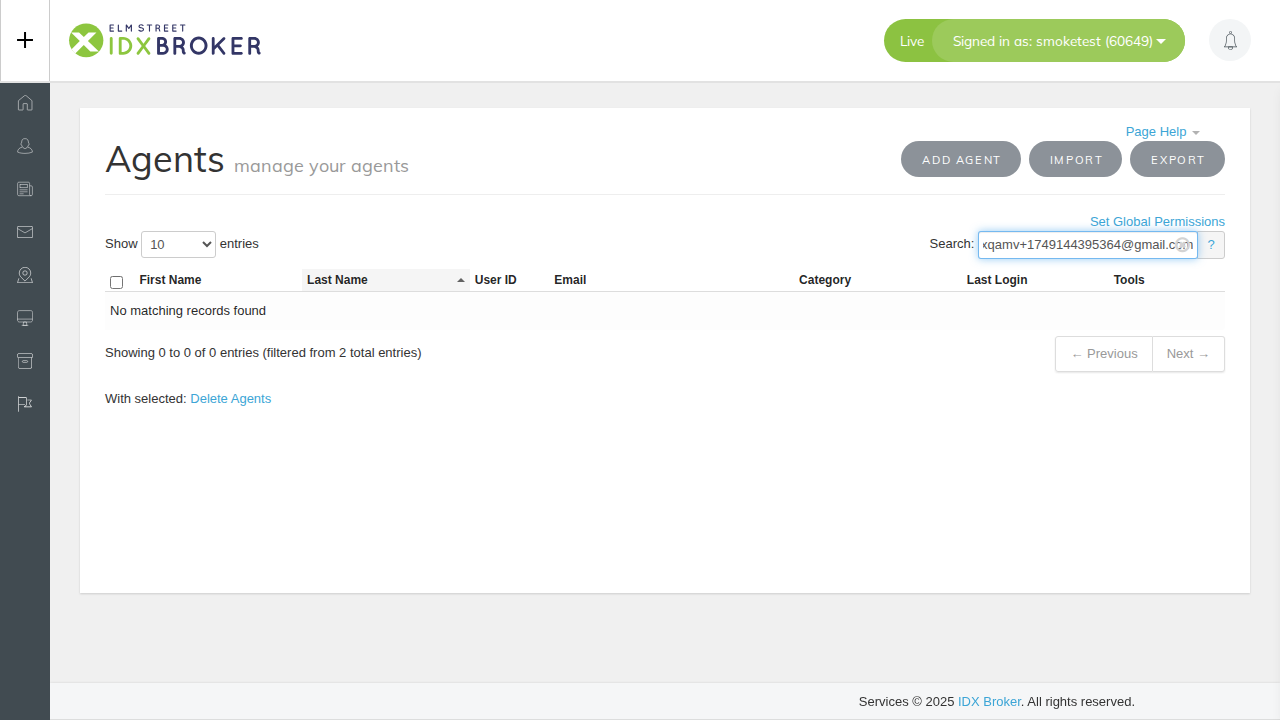 ELM STREET
IDXBROKER
Live
Signed in as: smoketest (60649)
Page Help
Agents manage your agents
ADD AGENT
IMPORT
EXPORT
Set Global Permissions
Show 10 entries
Search: xqamv+1749144395364@gmail.com ?
First Name Last Name User ID Email Category Last Login Tools
No matching records found
Showing 0 to 0 of 0 entries (filtered from 2 total entries)
← Previous Next →
With selected: Delete Agents
Services © 2025 IDX Broker. All rights reserved.